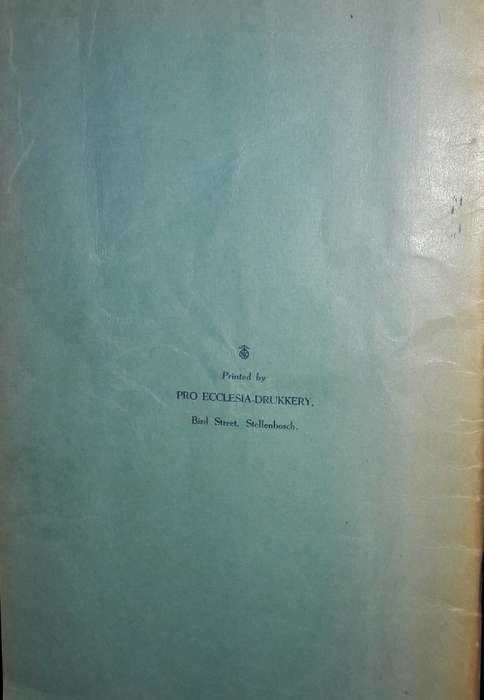 Printed by
PRO ECCLESIA-DRUKKERY,
Bird Street, Stellenbosch.